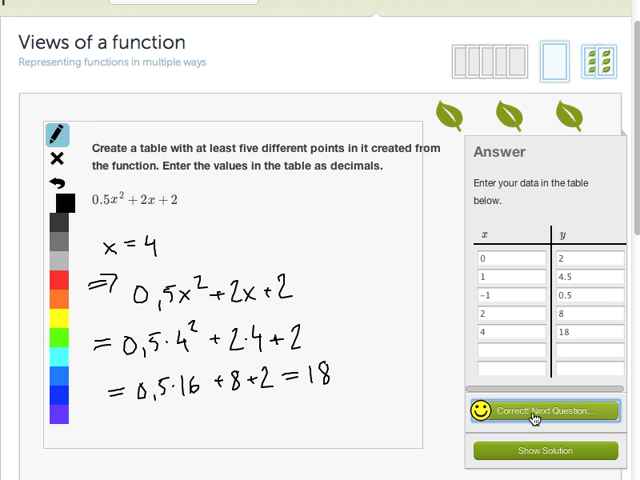 Views of a function
Representing functions in multiple ways
Create a table with at least five different points in it created from
the function. Enter the values in the table as decimals.
0.5x² + 2x + 2
x = 4
⇒ 0,5x² + 2x + 2
= 0,5·4² + 2·4 + 2
= 0,5·16 + 8 + 2 = 18
Answer
Enter your data in the table
below.
x y
0 2
1 4.5
−1 0.5
2 8
4 18
Correct! Next Question...
Show Solution